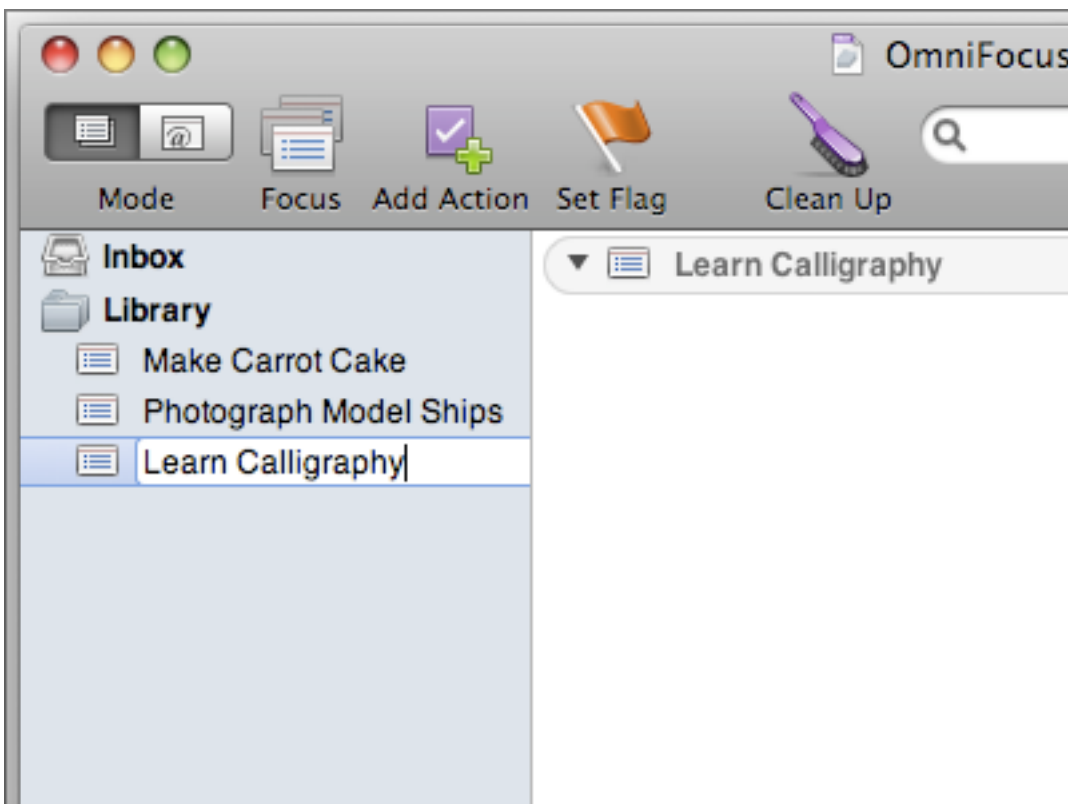 OmniFocus
Mode
Focus
Add Action
Set Flag
Clean Up
Inbox
Library
Make Carrot Cake
Photograph Model Ships
Learn Calligraphy
Learn Calligraphy